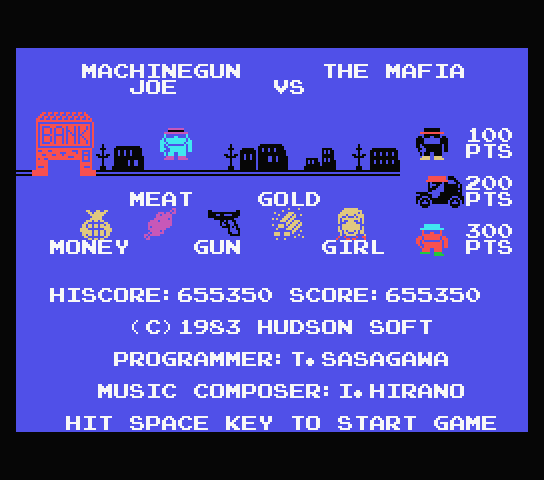 MACHINEGUN THE MAFIA
JOE VS
BANK
100
PTS
200
PTS
MEAT GOLD
300
PTS
MONEY GUN GIRL
HISCORE:655350 SCORE:655350
(C)1983 HUDSON SOFT
PROGRAMMER:T.SASAGAWA
MUSIC COMPOSER:I.HIRANO
HIT SPACE KEY TO START GAME